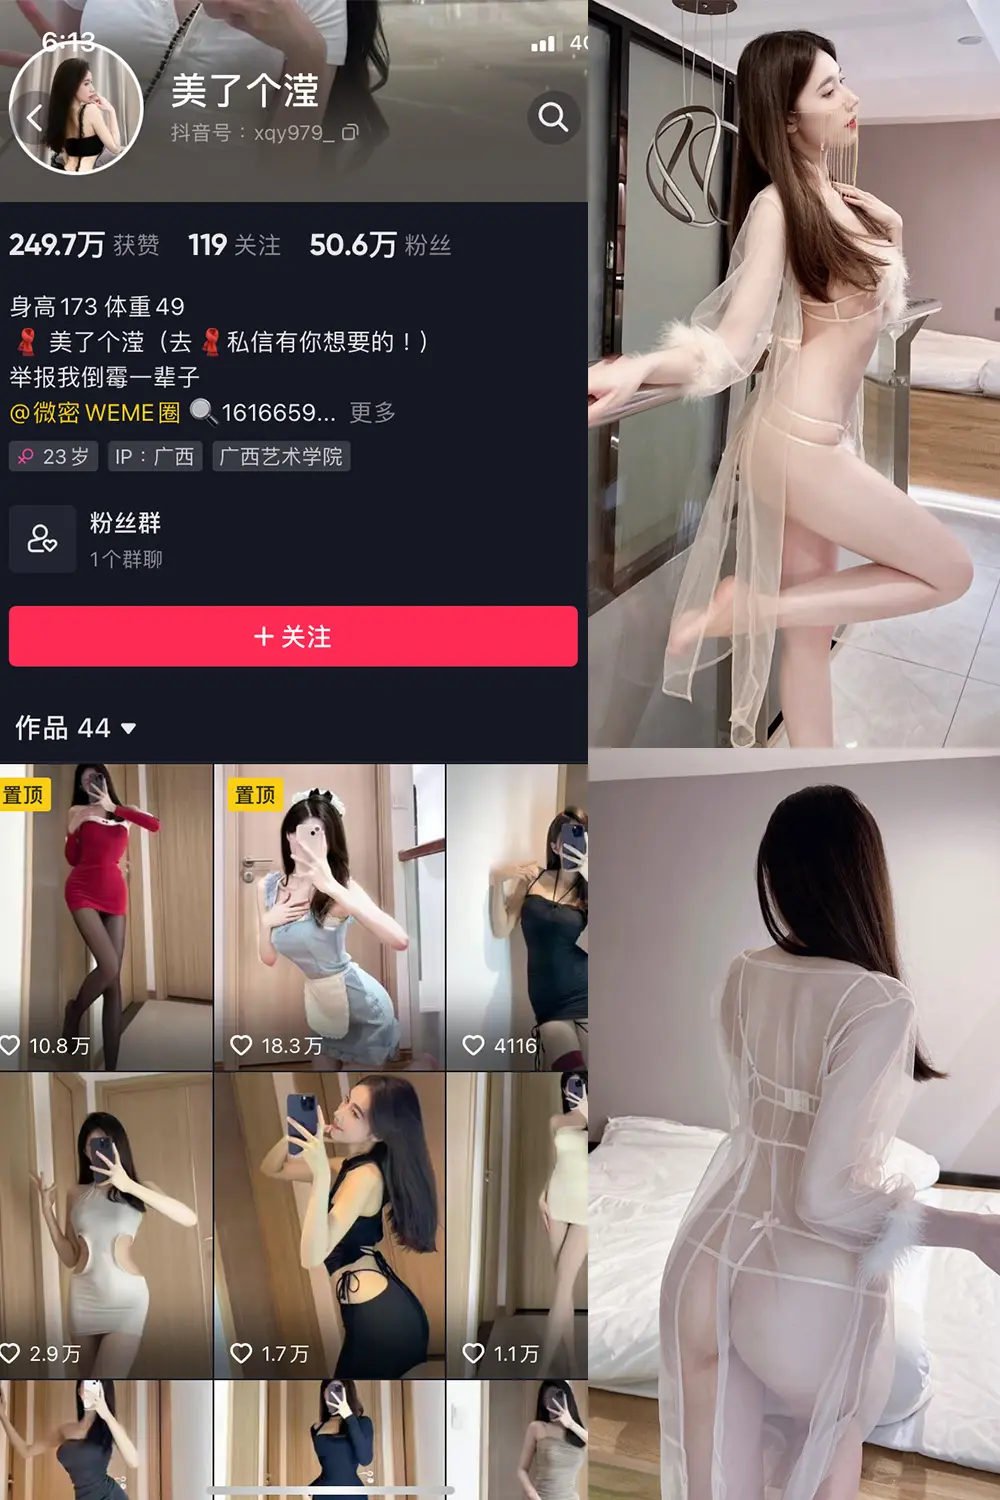 6:13
美了个滢
抖音号：xqy979_
249.7万 获赞 119 关注 50.6万 粉丝
身高173 体重49
美了个滢（去 私信有你想要的！）
举报我倒霉一辈子
@微密 WEME圈 1616659... 更多
23岁 IP：广西 广西艺术学院
粉丝群
1个群聊
+ 关注
作品 44
置顶 置顶
10.8万 18.3万 4116
2.9万 1.7万 1.1万